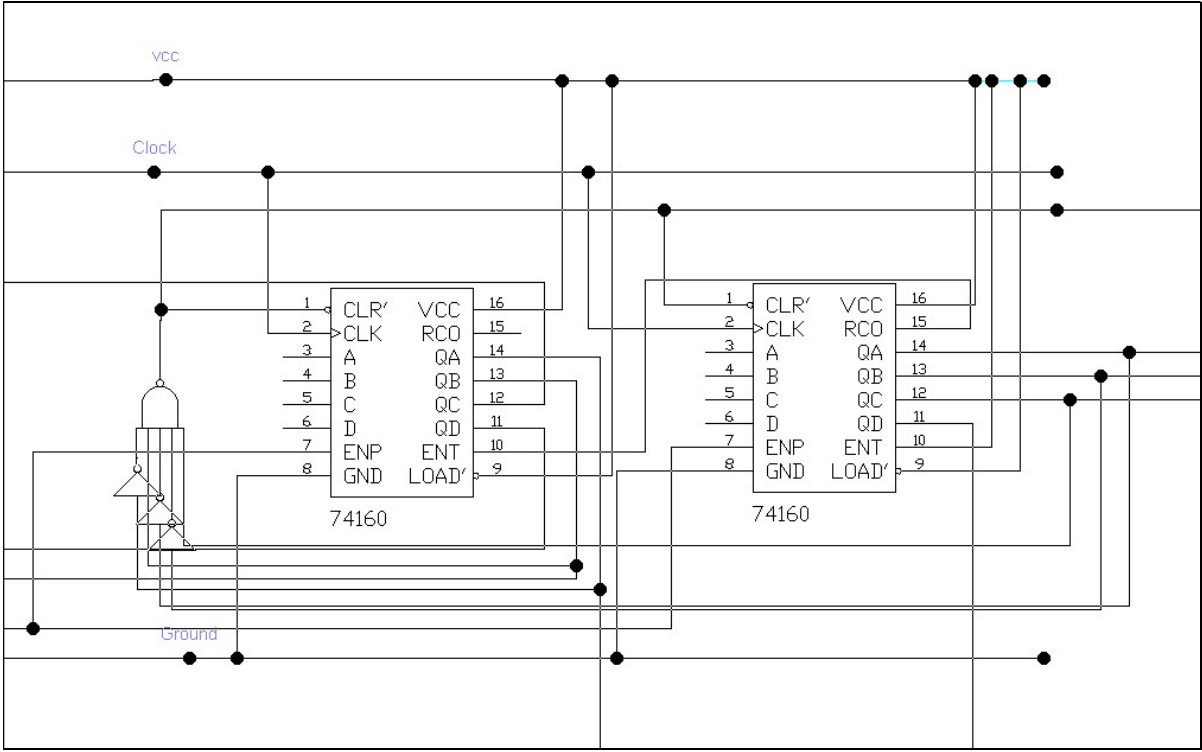 vcc
Clock
1 CLR' VCC 16
2 CLK RCO 15
3 A QA 14
4 B QB 13
5 C QC 12
6 D QD 11
7 ENP ENT 10
8 GND LOAD' 9
74160
1 CLR' VCC 16
2 CLK RCO 15
3 A QA 14
4 B QB 13
5 C QC 12
6 D QD 11
7 ENP ENT 10
8 GND LOAD' 9
74160
Ground